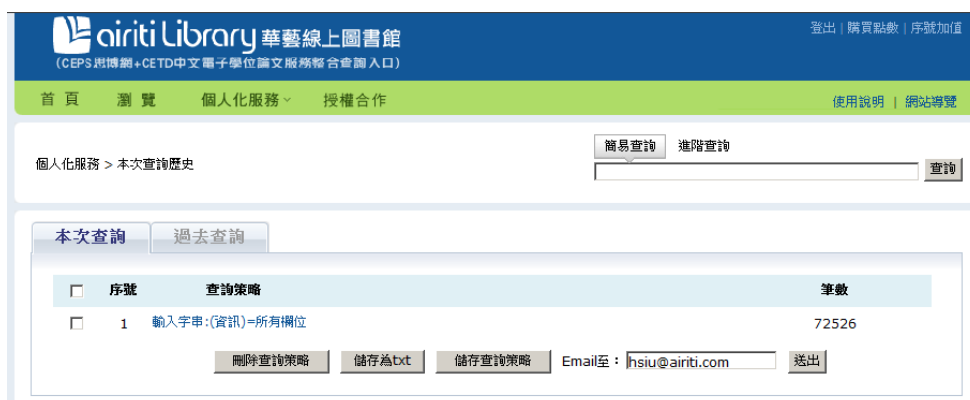 airiti Library 華藝線上圖書館
(CEPS思博網+CETD中文電子學位論文服務整合查詢入口)
登出 | 購買點數 | 序號加值
首 頁 瀏 覽 個人化服務 授權合作
使用說明 | 網站導覽
簡易查詢 進階查詢
個人化服務 > 本次查詢歷史
查詢
本次查詢 過去查詢
序號 查詢策略 筆數
1 輸入字串:(資訊)=所有欄位 72526
刪除查詢策略 儲存為txt 儲存查詢策略 Email至： hsiu@airiti.com 送出